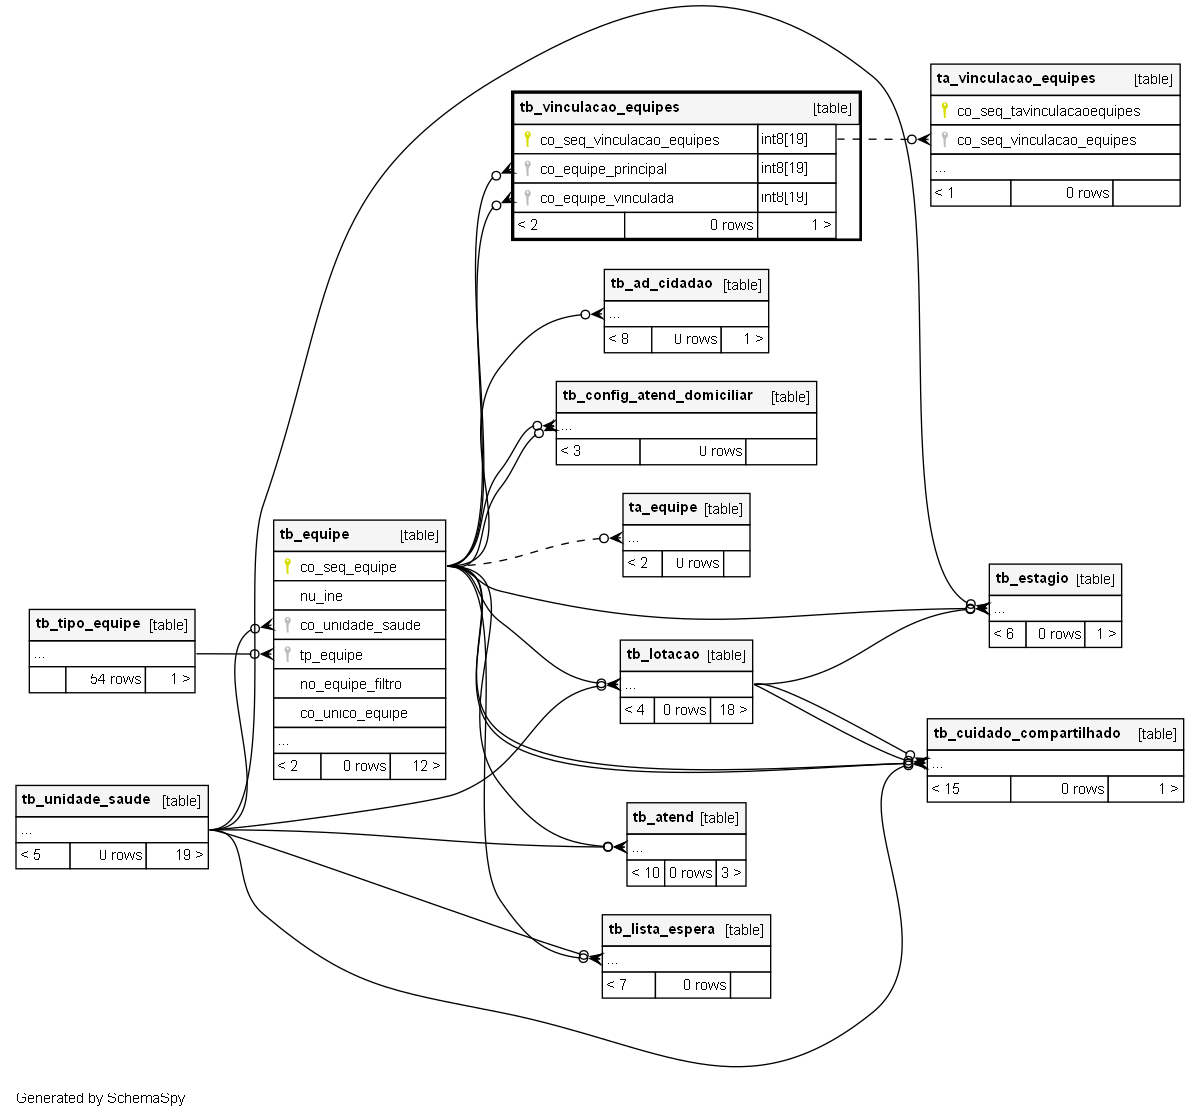 tb_vinculacao_equipes [table]
co_seq_vinculacao_equipes int8[19]
co_equipe_principal int8[19]
co_equipe_vinculada int8[19]
< 2 0 rows 1 >
ta_vinculacao_equipes [table]
co_seq_tavinculacaoequipes
co_seq_vinculacao_equipes
...
< 1 0 rows
tb_ad_cidadao [table]
...
< 8 0 rows 1 >
tb_config_atend_domiciliar [table]
...
< 3 0 rows
ta_equipe [table]
...
< 2 0 rows
tb_equipe [table]
co_seq_equipe
nu_ine
co_unidade_saude
tp_equipe
no_equipe_filtro
co_unico_equipe
...
< 2 0 rows 12 >
tb_estagio [table]
...
< 6 0 rows 1 >
tb_tipo_equipe [table]
...
54 rows 1 >
tb_lotacao [table]
...
< 4 0 rows 18 >
tb_cuidado_compartilhado [table]
...
< 15 0 rows 1 >
tb_unidade_saude [table]
...
< 5 0 rows 19 >
tb_atend [table]
...
< 10 0 rows 3 >
tb_lista_espera [table]
...
< 7 0 rows
Generated by SchemaSpy